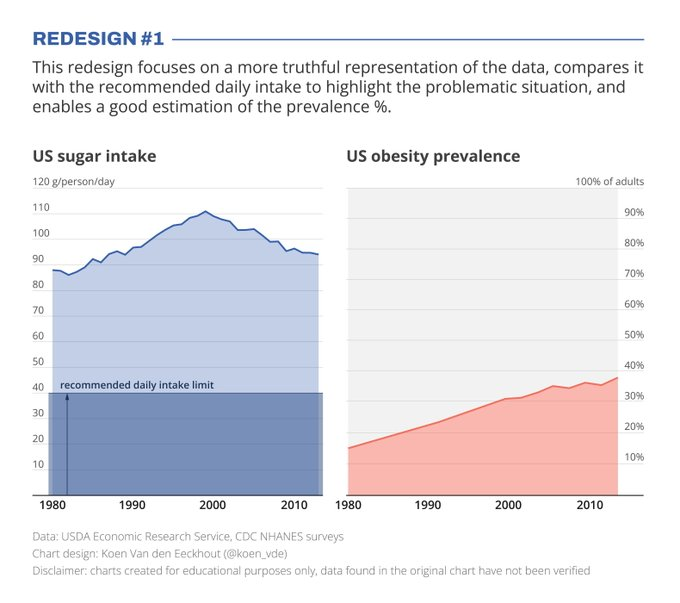 REDESIGN #1
This redesign focuses on a more truthful representation of the data, compares it
with the recommended daily intake to highlight the problematic situation, and
enables a good estimation of the prevalence %.
US sugar intake
120 g/person/day
110
100
90
80
70
60
50
40
30
20
10
recommended daily intake limit
1980 1990 2000 2010
US obesity prevalence
100% of adults
90%
80%
70%
60%
50%
40%
30%
20%
10%
1980 1990 2000 2010
Data: USDA Economic Research Service, CDC NHANES surveys
Chart design: Koen Van den Eeckhout (@koen_vde)
Disclaimer: charts created for educational purposes only, data found in the original chart have not been verified